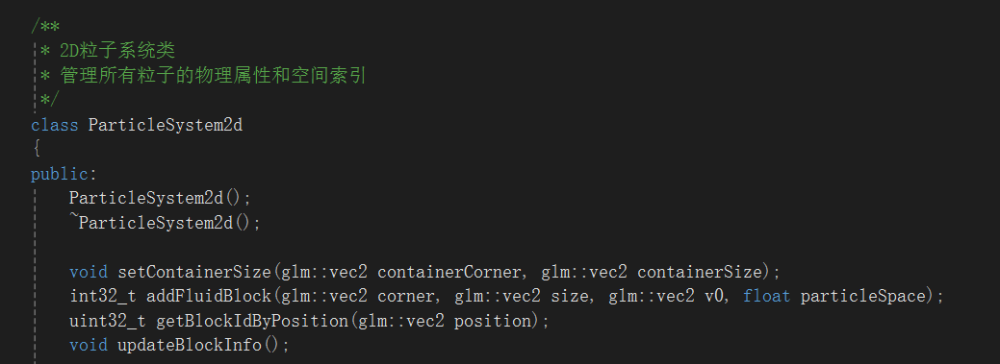 /**
* 2D粒子系统类
* 管理所有粒子的物理属性和空间索引
*/
class ParticleSystem2d
{
public:
ParticleSystem2d();
~ParticleSystem2d();
void setContainerSize(glm::vec2 containerCorner, glm::vec2 containerSize);
int32_t addFluidBlock(glm::vec2 corner, glm::vec2 size, glm::vec2 v0, float particleSpace);
uint32_t getBlockIdByPosition(glm::vec2 position);
void updateBlockInfo();